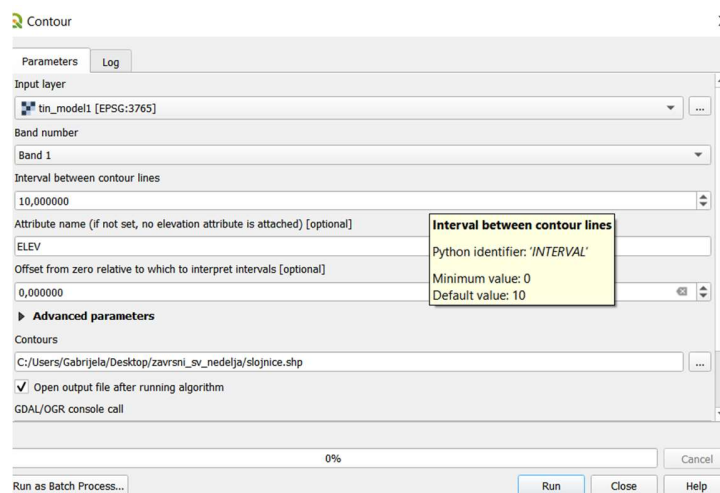 Contour
Parameters Log
Input layer
tin_model1 [EPSG:3765]
...
Band number
Band 1
Interval between contour lines
10,000000
Attribute name (if not set, no elevation attribute is attached) [optional]
ELEV
Interval between contour lines
Python identifier: 'INTERVAL'
Minimum value: 0
Default value: 10
Offset from zero relative to which to interpret intervals [optional]
0,000000
Advanced parameters
Contours
C:/Users/Gabrijela/Desktop/zavrsni_sv_nedelja/slojnice.shp
...
Open output file after running algorithm
GDAL/OGR console call
0%
Cancel
Run as Batch Process...
Run Close Help